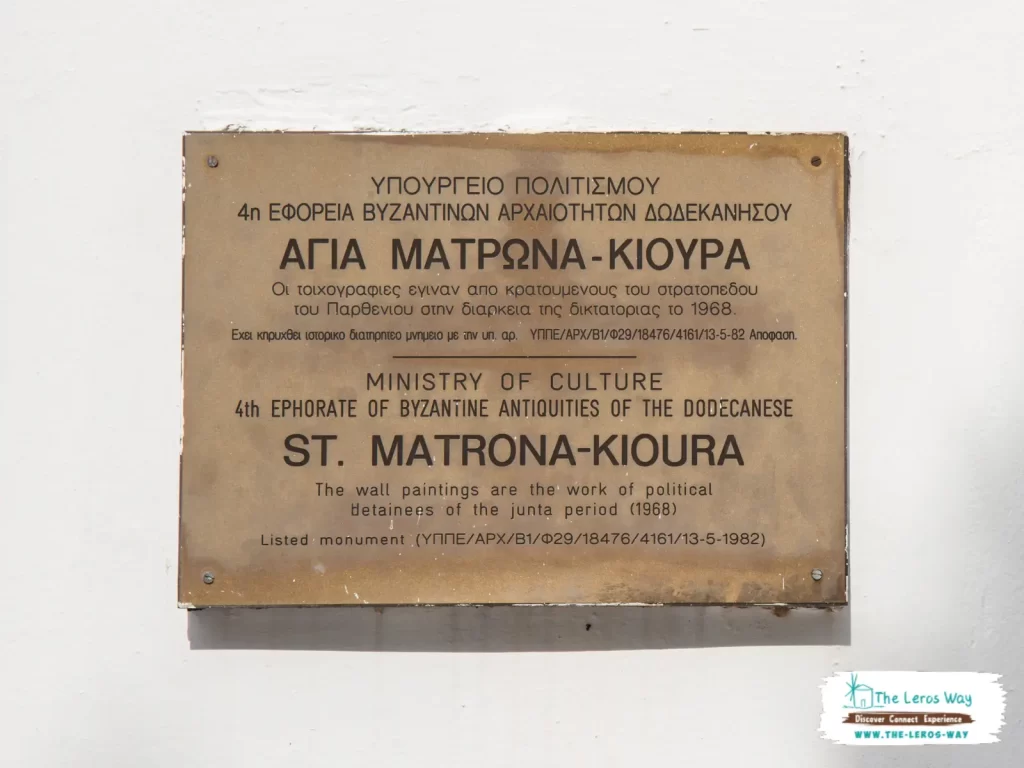 ΥΠΟΥΡΓΕΙΟ ΠΟΛΙΤΙΣΜΟΥ
4η ΕΦΟΡΕΙΑ ΒΥΖΑΝΤΙΝΩΝ ΑΡΧΑΙΟΤΗΤΩΝ ΔΩΔΕΚΑΝΗΣΟΥ
ΑΓΙΑ ΜΑΤΡΩΝΑ-ΚΙΟΥΡΑ
Οι τοιχογραφιες εγιναν απο κρατουμενους του στρατοπεδου
του Παρθενιου στην διαρκεια της δικτατοριας το 1968.
Εχει κηρυχθει ιστορικο διατηρητεο μνημειο με την υπ. αρ. ΥΠΠΕ/ΑΡΧ/Β1/Φ29/18476/4161/13-5-82 Αποφαση.
MINISTRY OF CULTURE
4th EPHORATE OF BYZANTINE ANTIQUITIES OF THE DODECANESE
ST. MATRONA-KIOURA
The wall paintings are the work of political
detainees of the junta period (1968)
Listed monument (ΥΠΠΕ/ΑΡΧ/Β1/Φ29/18476/4161/13-5-1982)
The Leros Way
Discover Connect Experience
WWW.THE-LEROS-WAY